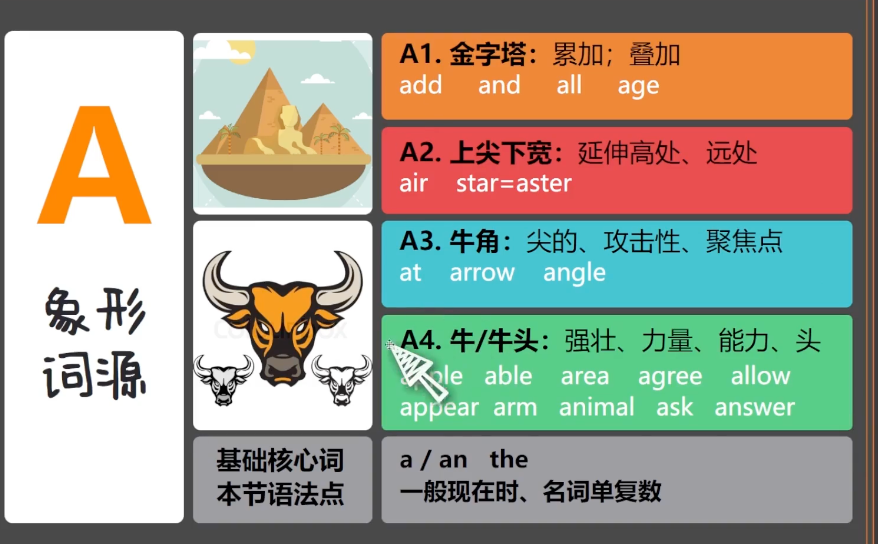 A
象形
词源
A1. 金字塔：累加；叠加
add and all age
A2. 上尖下宽：延伸高处、远处
air star=aster
A3. 牛角：尖的、攻击性、聚焦点
at arrow angle
A4. 牛/牛头：强壮、力量、能力、头
apple able area agree allow
appear arm animal ask answer
基础核心词
本节语法点
a / an the
一般现在时、名词单复数